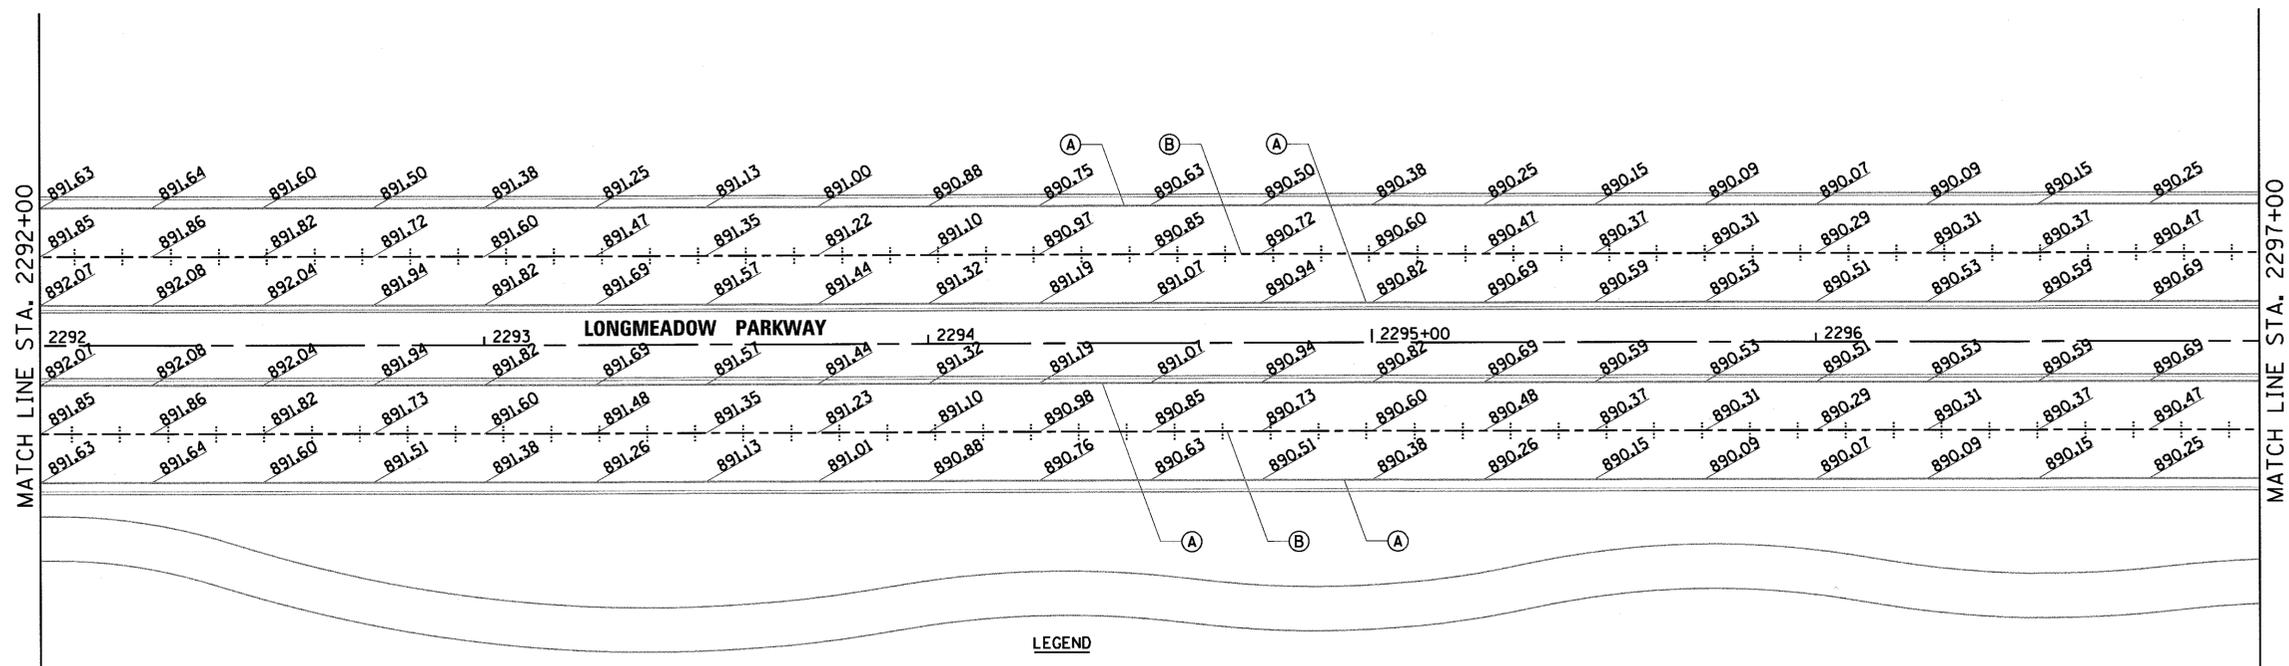 Ⓐ Ⓑ Ⓐ
891.63 891.64 891.60 891.50 891.38 891.25 891.13 891.00 890.88 890.75 890.63 890.50 890.38 890.25 890.15 890.09 890.07 890.09 890.15 890.25
891.85 891.86 891.82 891.72 891.60 891.47 891.35 891.22 891.10 890.97 890.85 890.72 890.60 890.47 890.37 890.31 890.29 890.31 890.37 890.47
892.07 892.08 892.04 891.94 891.82 891.69 891.57 891.44 891.32 891.19 891.07 890.94 890.82 890.69 890.59 890.53 890.51 890.53 890.59 890.69
MATCH LINE STA. 2292+00
MATCH LINE STA. 2297+00
LONGMEADOW PARKWAY
2292 2293 2294 2295+00 2296
892.07 892.08 892.04 891.94 891.82 891.69 891.57 891.44 891.32 891.19 891.07 890.94 890.82 890.69 890.59 890.53 890.51 890.53 890.59 890.69
891.85 891.86 891.82 891.73 891.60 891.48 891.35 891.23 891.10 890.98 890.85 890.73 890.60 890.48 890.37 890.31 890.29 890.31 890.37 890.47
891.63 891.64 891.60 891.51 891.38 891.26 891.13 891.01 890.88 890.76 890.63 890.51 890.38 890.26 890.15 890.09 890.07 890.09 890.15 890.25
Ⓐ Ⓑ Ⓐ
LEGEND